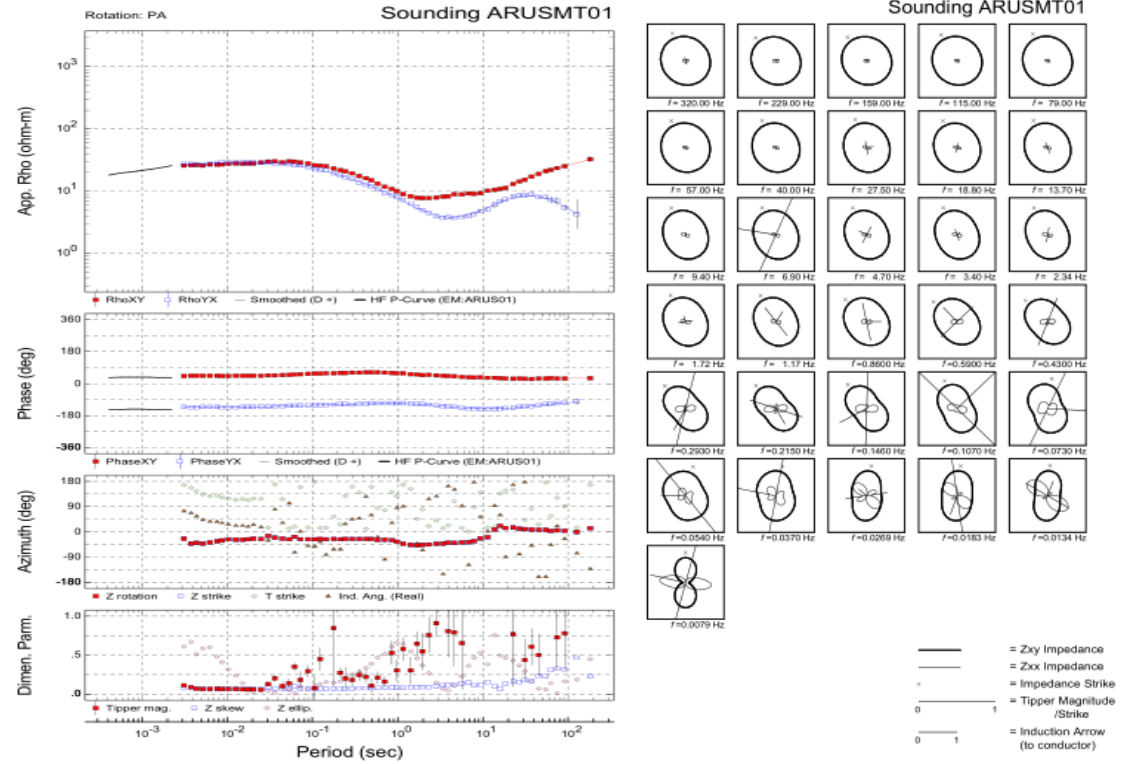 Rotation: PA
Sounding ARUSMT01
App. Rho (ohm-m)
10³
10²
10¹
10⁰
RhoXY RhoYX Smoothed (D +) HF P-Curve (EM:ARUS01)
Phase (deg)
360
180
0
-180
-360
PhaseXY PhaseYX Smoothed (D +) HF P-Curve (EM:ARUS01)
Azimuth (deg)
180
90
0
-90
-180
Z rotation Z strike T strike Ind. Ang. (Real)
Dimen. Parm.
1.0
.5
.0
Tipper mag. Z skew Z ellip.
10⁻³ 10⁻² 10⁻¹ 10⁰ 10¹ 10²
Period (sec)
Sounding ARUSMT01
f= 320.00 Hz f= 229.00 Hz f= 159.00 Hz f= 115.00 Hz f= 79.00 Hz
f= 57.00 Hz f= 40.00 Hz f= 27.50 Hz f= 18.80 Hz f= 13.70 Hz
f= 9.40 Hz f= 6.90 Hz f= 4.70 Hz f= 3.40 Hz f= 2.34 Hz
f= 1.72 Hz f= 1.17 Hz f=0.8600 Hz f=0.5900 Hz f=0.4300 Hz
f=0.2930 Hz f=0.2150 Hz f=0.1460 Hz f=0.1070 Hz f=0.0730 Hz
f=0.0540 Hz f=0.0370 Hz f=0.0269 Hz f=0.0183 Hz f=0.0134 Hz
f=0.0079 Hz
= Zxy Impedance
= Zxx Impedance
× = Impedance Strike
0 1 = Tipper Magnitude
/Strike
0 1 = Induction Arrow
(to conductor)